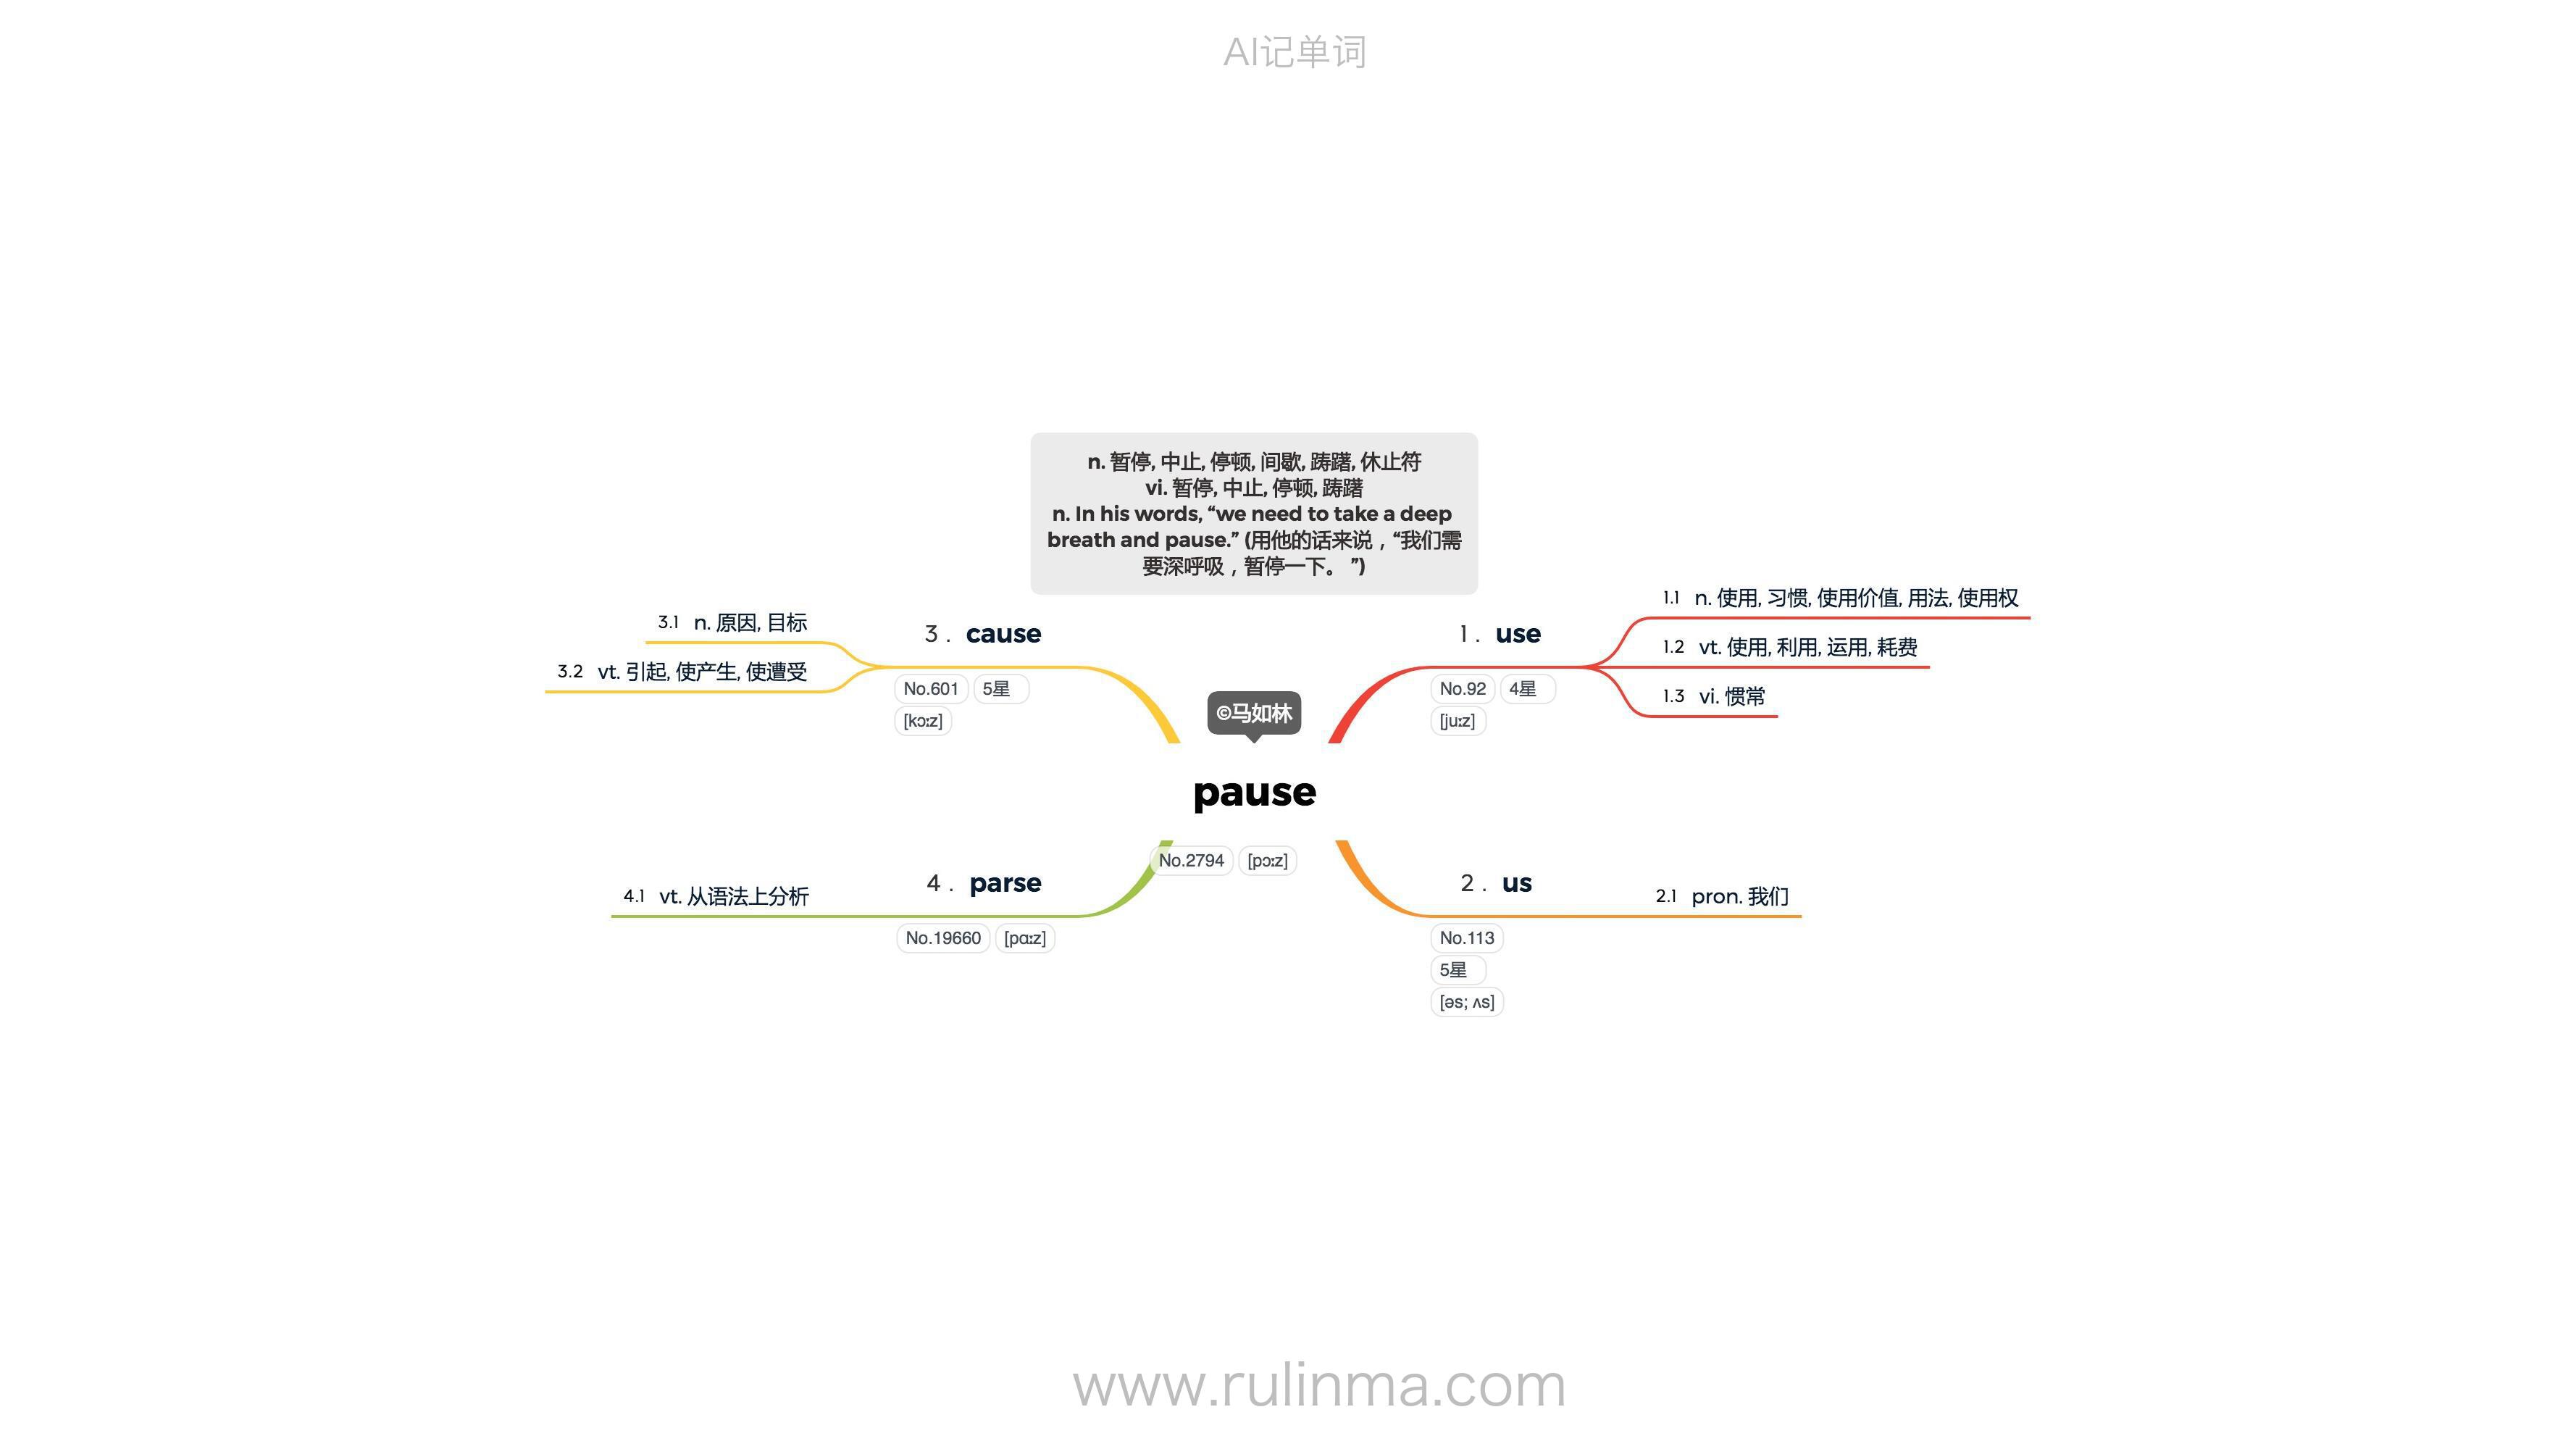 AI记单词
n. 暂停, 中止, 停顿, 间歇, 踌躇, 休止符
vi. 暂停, 中止, 停顿, 踌躇
n. In his words, “we need to take a deep
breath and pause.” (用他的话来说，“我们需
要深呼吸，暂停一下。 ”)
©马如林
pause
No.2794 [pɔːz]
1. use
No.92 4星
[juːz]
1.1 n. 使用, 习惯, 使用价值, 用法, 使用权
1.2 vt. 使用, 利用, 运用, 耗费
1.3 vi. 惯常
2. us
No.113
5星
[əs; ʌs]
2.1 pron. 我们
3. cause
No.601 5星
[kɔːz]
3.1 n. 原因, 目标
3.2 vt. 引起, 使产生, 使遭受
4. parse
No.19660 [pɑːz]
4.1 vt. 从语法上分析
www.rulinma.com